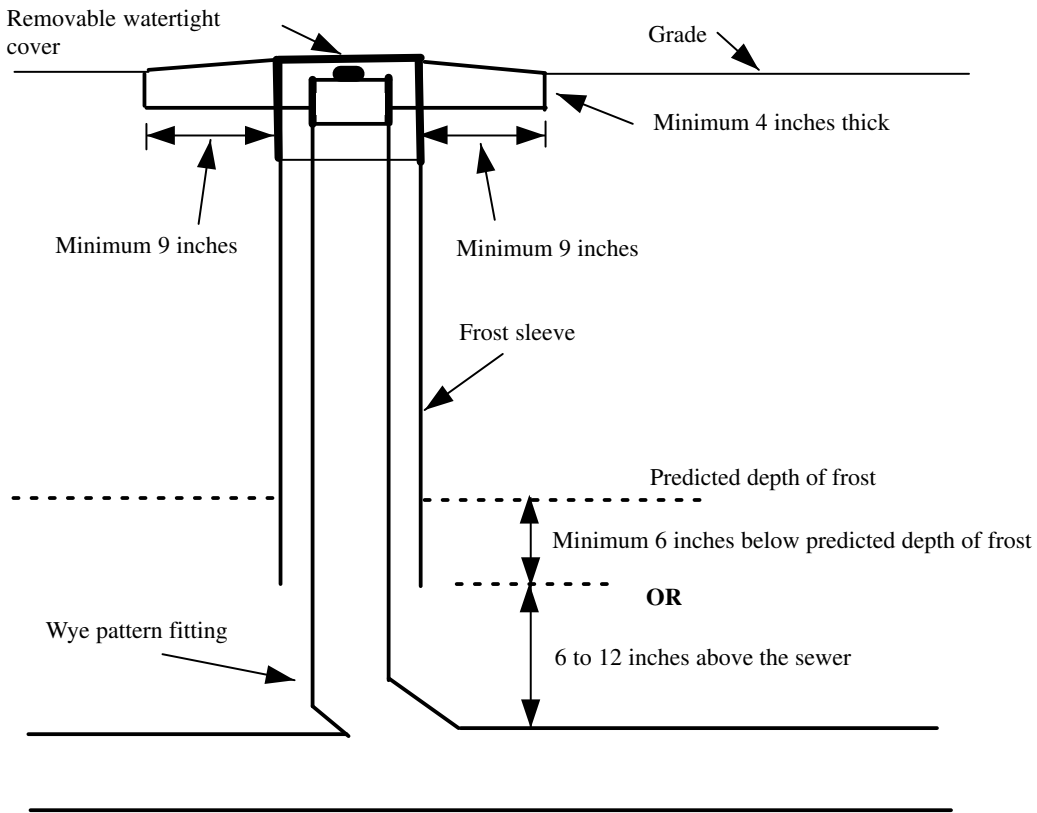 Removable watertight
cover
Grade
Minimum 4 inches thick
Minimum 9 inches
Minimum 9 inches
Frost sleeve
Predicted depth of frost
Minimum 6 inches below predicted depth of frost
OR
Wye pattern fitting
6 to 12 inches above the sewer